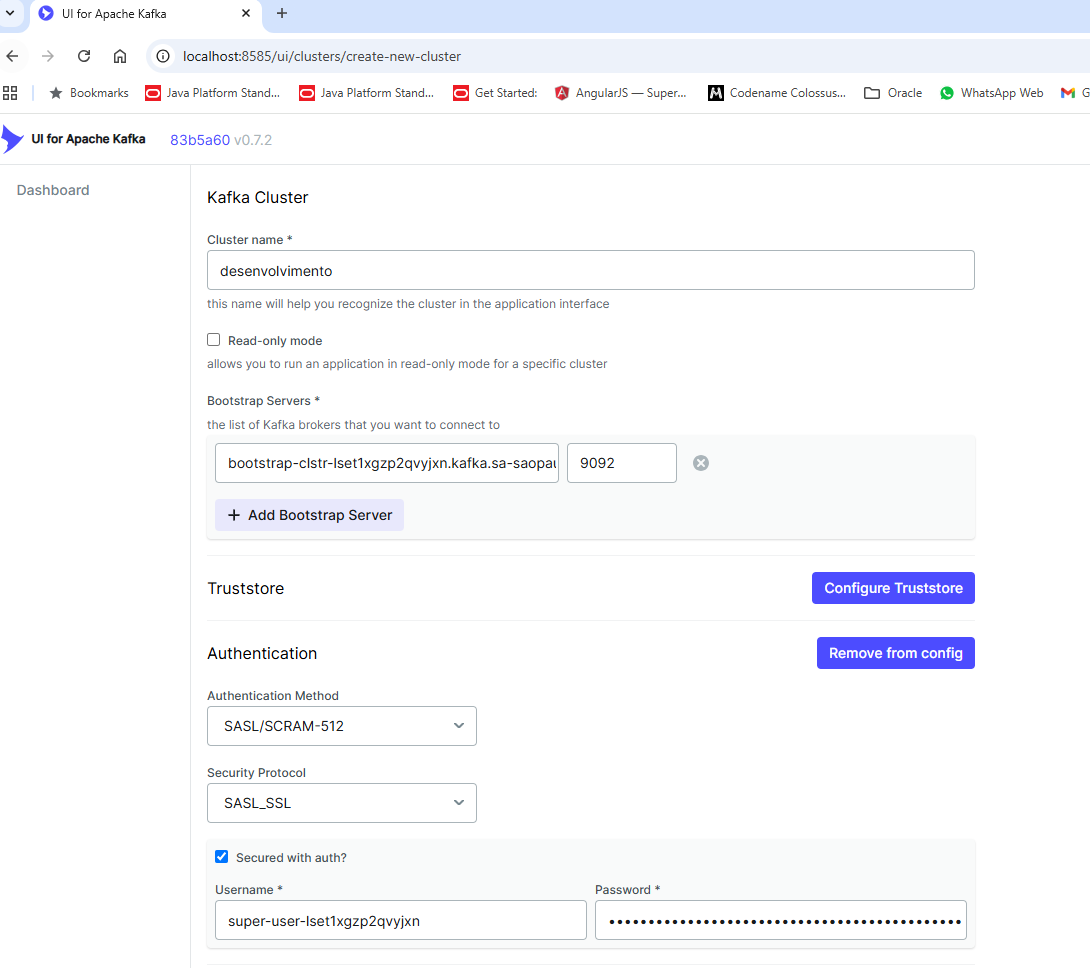 UI for Apache Kafka
localhost:8585/ui/clusters/create-new-cluster
Bookmarks Java Platform Stand... Java Platform Stand... Get Started: AngularJS — Super... Codename Colossus... Oracle WhatsApp Web G
UI for Apache Kafka 83b5a60 v0.7.2
Dashboard
Kafka Cluster
Cluster name *
desenvolvimento
this name will help you recognize the cluster in the application interface
Read-only mode
allows you to run an application in read-only mode for a specific cluster
Bootstrap Servers *
the list of Kafka brokers that you want to connect to
bootstrap-clstr-lset1xgzp2qvyjxn.kafka.sa-saopau 9092
Add Bootstrap Server
Truststore Configure Truststore
Authentication Remove from config
Authentication Method
SASL/SCRAM-512
Security Protocol
SASL_SSL
Secured with auth?
Username * Password *
super-user-lset1xgzp2qvyjxn